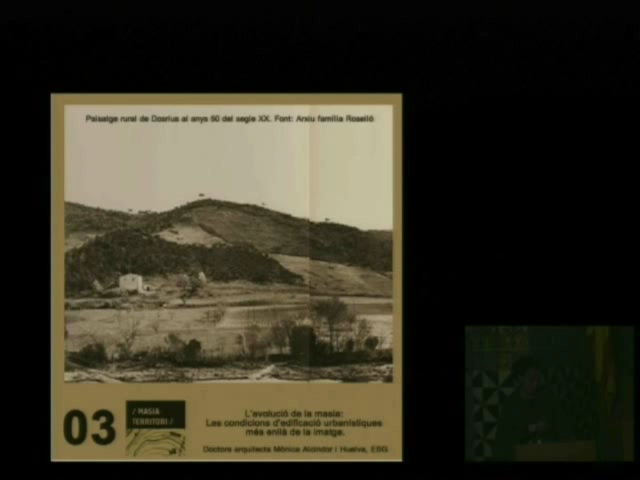 Paisatge rural de Dosrius al anys 60 del segle XX. Font: Arxiu família Roselló
03
/ MASIA
TERRITORI /
L'evolució de la masia:
Les condicions d'edificació urbanístiques
més enllà de la imatge.
Doctora arquitecta Mònica Alcindor i Huelva, ESG